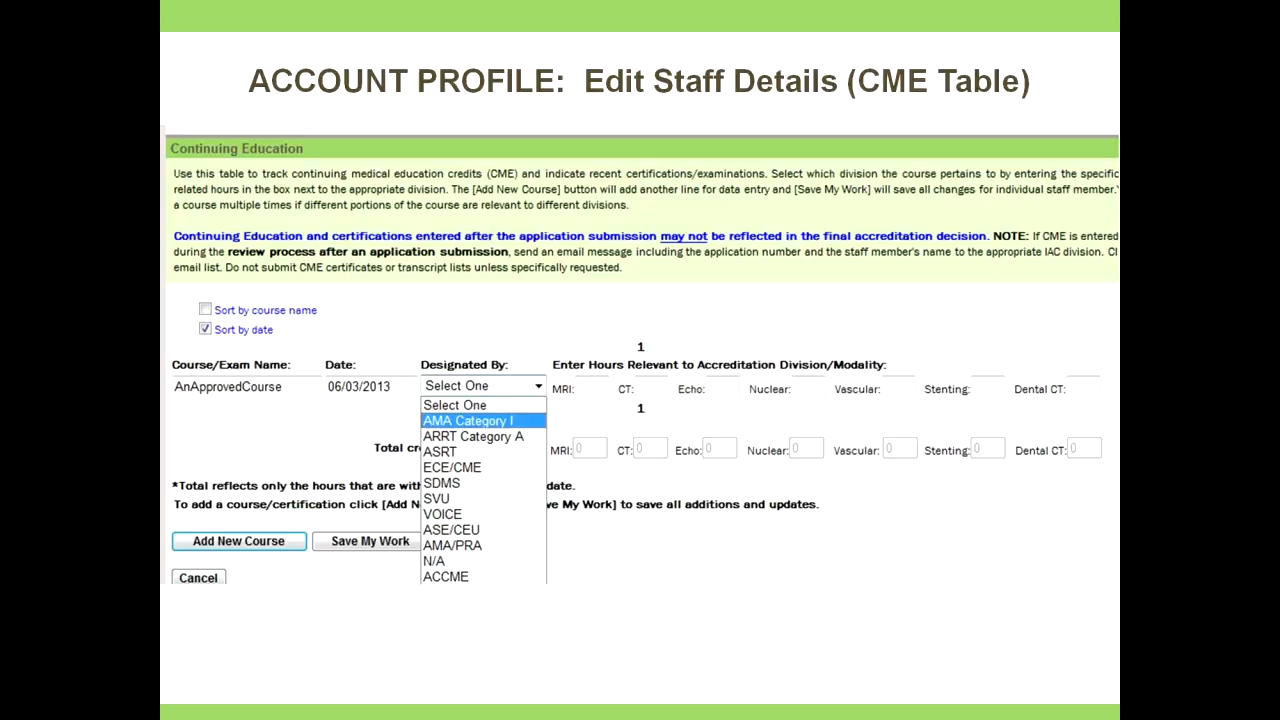 ACCOUNT PROFILE: Edit Staff Details (CME Table)
Continuing Education
Use this table to track continuing medical education credits (CME) and indicate recent certifications/examinations. Select which division the course pertains to by entering the specific
related hours in the box next to the appropriate division. The [Add New Course] button will add another line for data entry and [Save My Work] will save all changes for individual staff member.
a course multiple times if different portions of the course are relevant to different divisions.
Continuing Education and certifications entered after the application submission may not be reflected in the final accreditation decision. NOTE: If CME is entered
during the review process after an application submission, send an email message including the application number and the staff member's name to the appropriate IAC division. Cl
email list. Do not submit CME certificates or transcript lists unless specifically requested.
Sort by course name
Sort by date
1
Course/Exam Name: Date: Designated By: Enter Hours Relevant to Accreditation Division/Modality:
AnApprovedCourse 06/03/2013 Select One MRI: CT: Echo: Nuclear: Vascular: Stenting: Dental CT:
Select One
1
AMA Category I
ARRT Category A
Total cr MRI: 0 CT: 0 Echo: 0 Nuclear: 0 Vascular: 0 Stenting: 0 Dental CT: 0
ASRT
ECE/CME
*Total reflects only the hours that are wit date.
SDMS
SVU
To add a course/certification click [Add N ve My Work] to save all additions and updates.
VOICE
ASE/CEU
Add New Course Save My Work
AMA/PRA
N/A
Cancel
ACCME